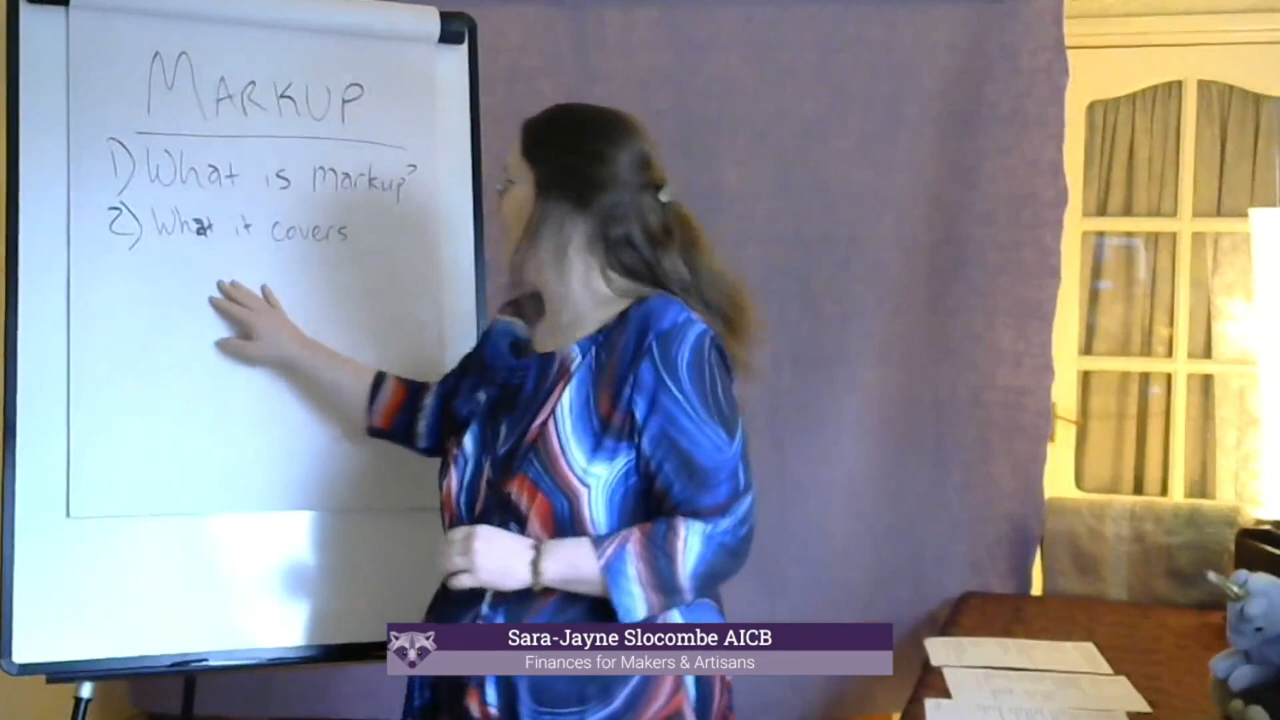 MARKUP
1) What is markup?
2) What it covers
Sara-Jayne Slocombe AICB
Finances for Makers & Artisans